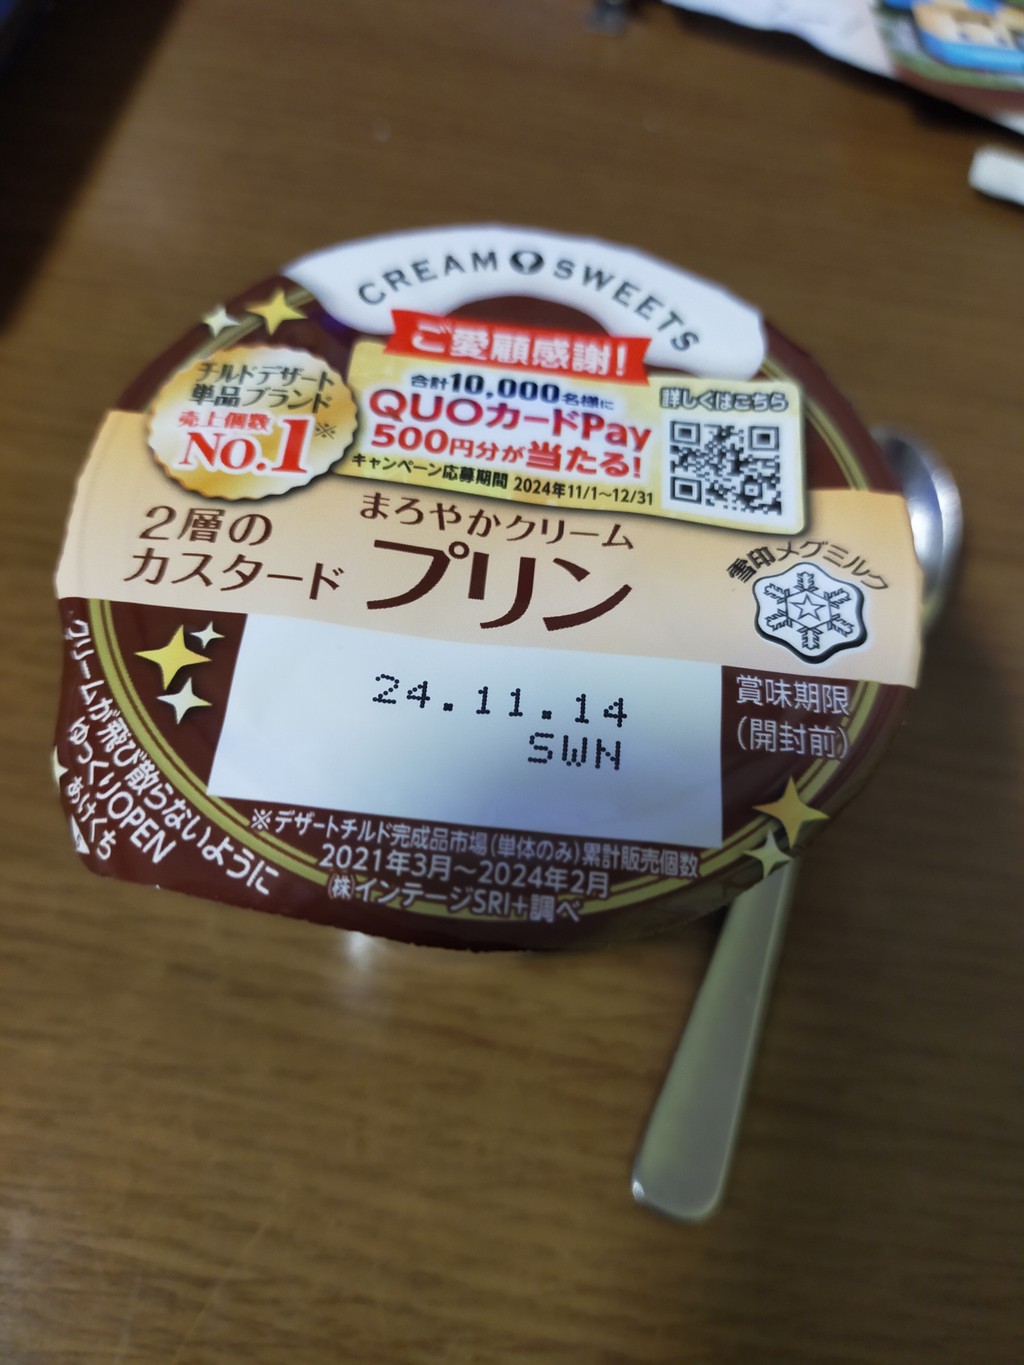 CREAM SWEETS
ご愛顧感謝!
チルドデザート
単品ブランド
売上個数
No.1※
合計10,000名様に
QUOカードPay
500円分が当たる!
キャンペーン応募期間 2024年11/1~12/31
詳しくはこちら
2層の
カスタード
まろやかクリーム
プリン
雪印メグミルク
24.11.14
SWN
賞味期限
(開封前)
クリームが飛び散らないように
ゆっくりOPEN
あけくち
※デザートチルド完成品市場(単体のみ)累計販売個数
2021年3月~2024年2月
㈱インテージSRI+調べ